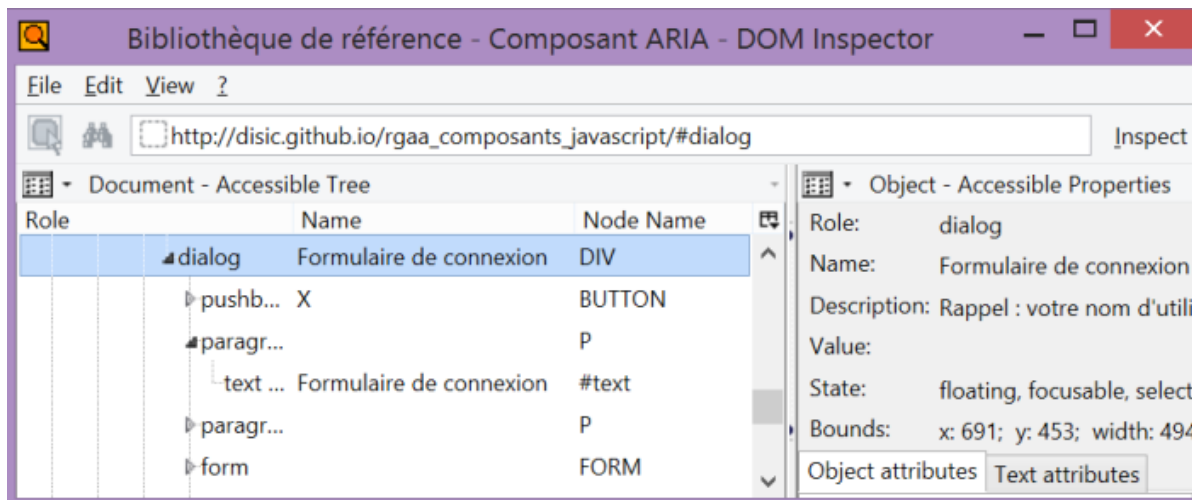 Bibliothèque de référence - Composant ARIA - DOM Inspector
File Edit View ?
http://disic.github.io/rgaa_composants_javascript/#dialog Inspect
Document - Accessible Tree
Role Name Node Name
dialog Formulaire de connexion DIV
pushb... X BUTTON
paragr... P
text ... Formulaire de connexion #text
paragr... P
form FORM
Object - Accessible Properties
Role: dialog
Name: Formulaire de connexion
Description: Rappel : votre nom d'utili
Value:
State: floating, focusable, select
Bounds: x: 691; y: 453; width: 494
Object attributes Text attributes